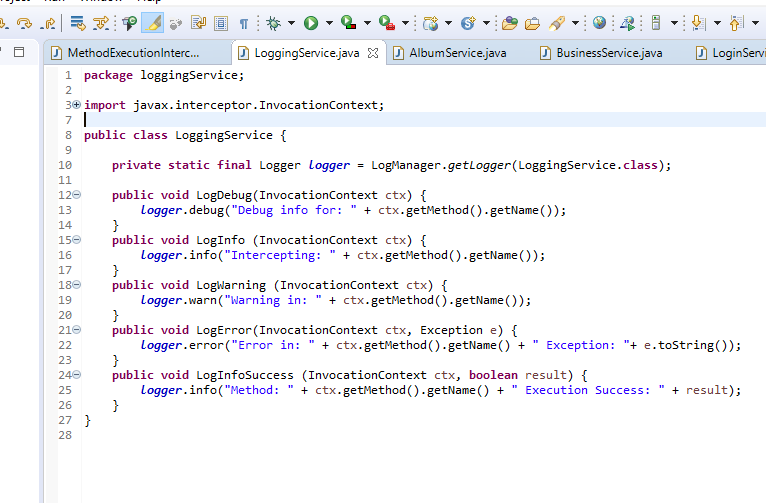 MethodExecutionInterc...
LoggingService.java
AlbumService.java
BusinessService.java
LoginServi
1 package loggingService;
2
3 import javax.interceptor.InvocationContext;
7
8 public class LoggingService {
9
10 private static final Logger logger = LogManager.getLogger(LoggingService.class);
11
12 public void LogDebug(InvocationContext ctx) {
13 logger.debug("Debug info for: " + ctx.getMethod().getName());
14 }
15 public void LogInfo (InvocationContext ctx) {
16 logger.info("Intercepting: " + ctx.getMethod().getName());
17 }
18 public void LogWarning (InvocationContext ctx) {
19 logger.warn("Warning in: " + ctx.getMethod().getName());
20 }
21 public void LogError(InvocationContext ctx, Exception e) {
22 logger.error("Error in: " + ctx.getMethod().getName() + " Exception: "+ e.toString());
23 }
24 public void LogInfoSuccess (InvocationContext ctx, boolean result) {
25 logger.info("Method: " + ctx.getMethod().getName() + " Execution Success: " + result);
26 }
27 }
28